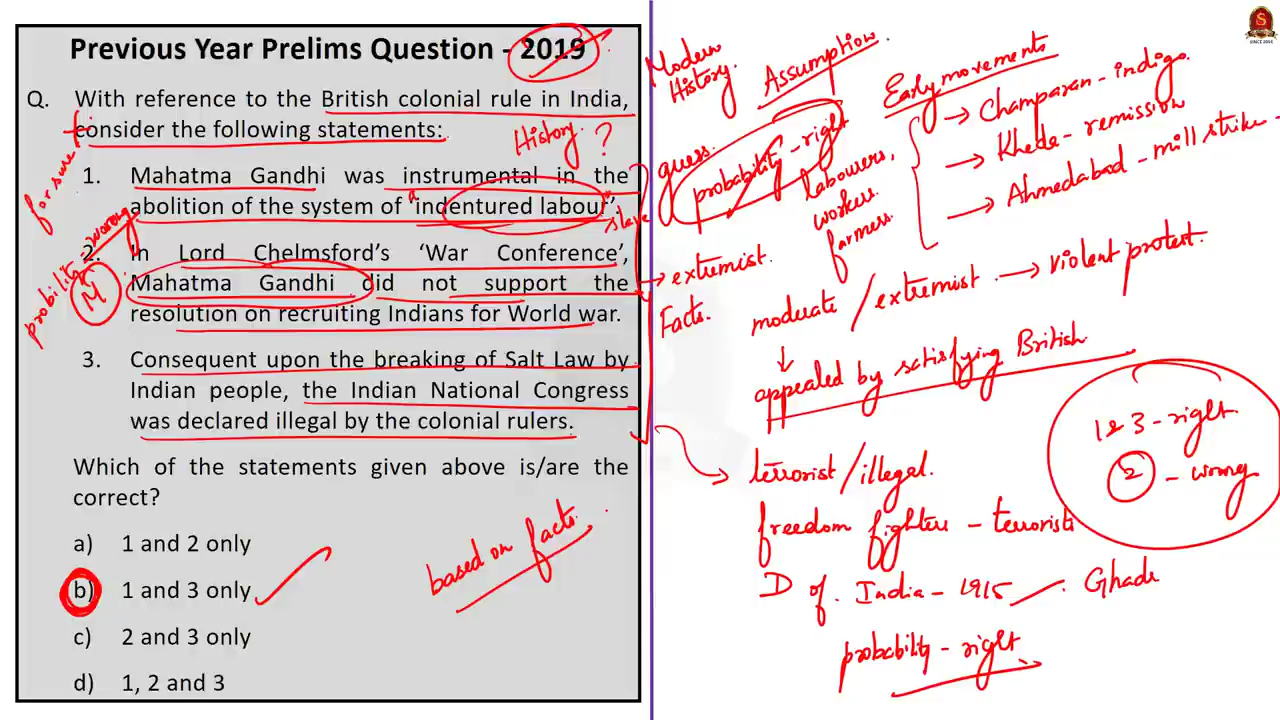 Previous Year Prelims Question - 2019
Q. With reference to the British colonial rule in India,
consider the following statements:
1. Mahatma Gandhi was instrumental in the
abolition of the system of "indentured labour".
2. In Lord Chelmsford's 'War Conference',
Mahatma Gandhi did not support the
resolution on recruiting Indians for World war.
3. Consequent upon the breaking of Salt Law by
Indian people, the Indian National Congress
was declared illegal by the colonial rulers.
Which of the statements given above is/are the
correct?
a) 1 and 2 only
b) 1 and 3 only
c) 2 and 3 only
d) 1, 2 and 3
History ?
for sure
probability - wrong
M
slave
based on facts.
Modern
History.
Assumption.
guess.
probability - right
labourers,
workers
farmers.
Early movements
Champaran - indigo
Kheda - remission
Ahmedabad - mill strike -
extremist.
Facts.
moderate / extremist. → violent protest.
appealed by satisfying British
terrorist / illegal.
freedom fighters - terrorists
D of. India - 1915
probability - right
1 & 3 - right
2 - wrong
S
SINCE 2004